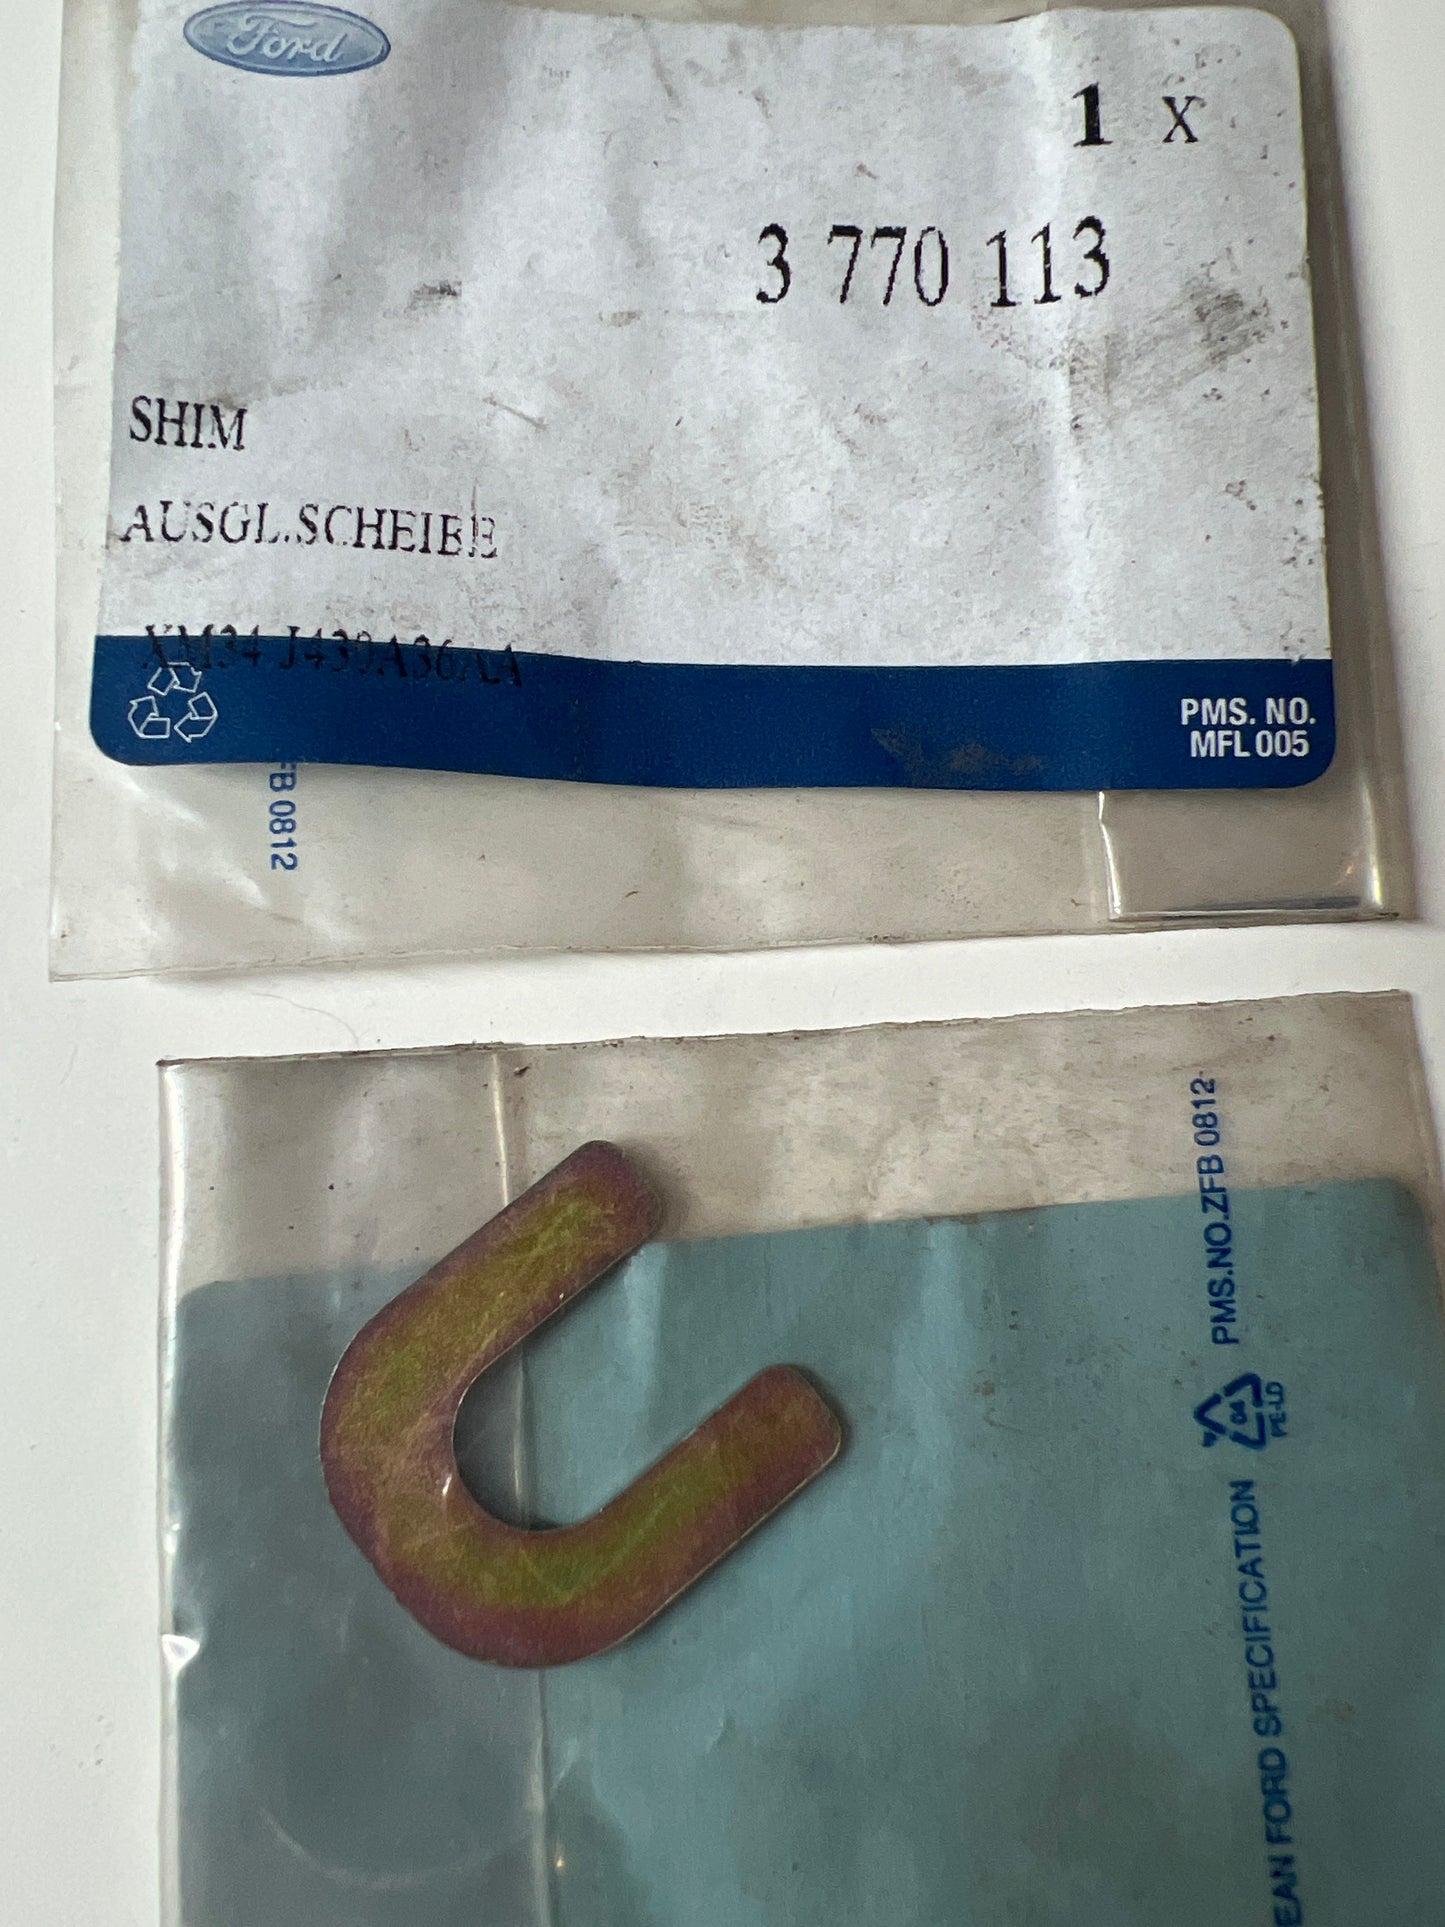 Ford
1 X
3 770 113
SHIM
AUSGL.SCHEIBE
XM34 J439A36AA
PMS. NO.
MFL 005
FB 0812
PMS.NO.ZFB 0812
04
PE-LD
EAN FORD SPECIFICATION